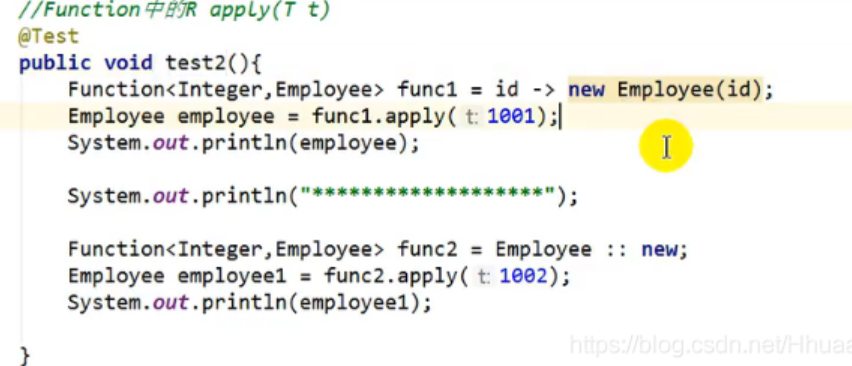 //Function中的R apply(T t)
@Test
public void test2(){
Function<Integer,Employee> func1 = id -> new Employee(id);
Employee employee = func1.apply( t: 1001);
System.out.println(employee);
System.out.println("*******************");
Function<Integer,Employee> func2 = Employee :: new;
Employee employee1 = func2.apply( t: 1002);
System.out.println(employee1);
}
https://blog.csdn.net/Hhuaa